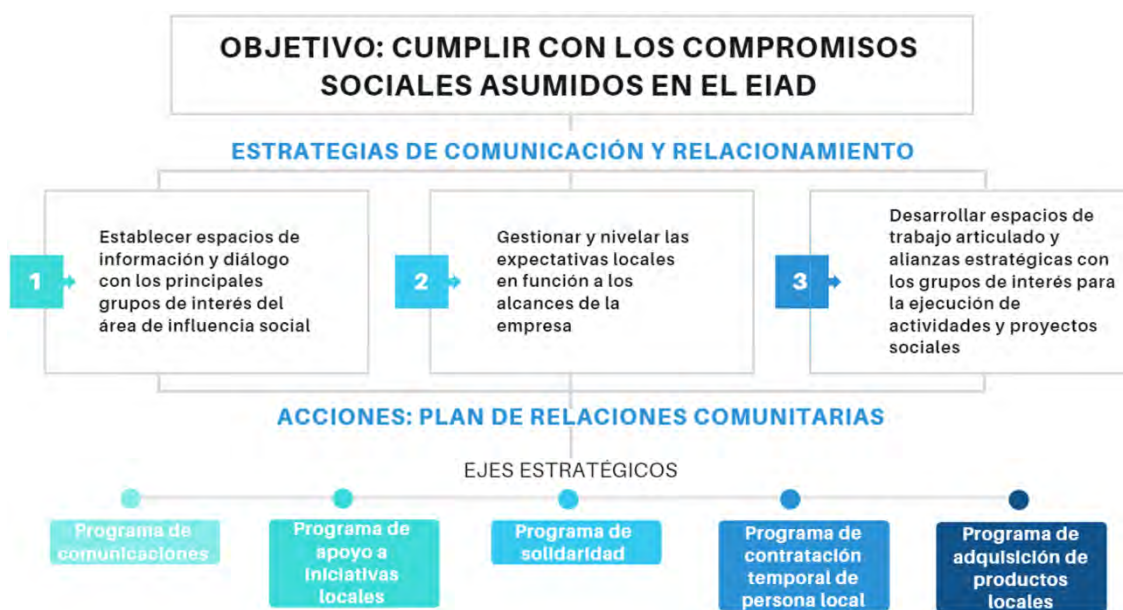 OBJETIVO: CUMPLIR CON LOS COMPROMISOS
SOCIALES ASUMIDOS EN EL EIAD
ESTRATEGIAS DE COMUNICACIÓN Y RELACIONAMIENTO
1
Establecer espacios de
información y diálogo
con los principales
grupos de interés del
área de influencia social
2
Gestionar y nivelar las
expectativas locales
en función a los
alcances de la
empresa
3
Desarrollar espacios de
trabajo articulado y
alianzas estratégicas con
los grupos de interés para
la ejecución de
actividades y proyectos
sociales
ACCIONES: PLAN DE RELACIONES COMUNITARIAS
EJES ESTRATÉGICOS
Programa de
comunicaciones
Programa de
apoyo a
iniciativas
locales
Programa de
solidaridad
Programa de
contratación
temporal de
persona local
Programa de
adquisición de
productos
locales